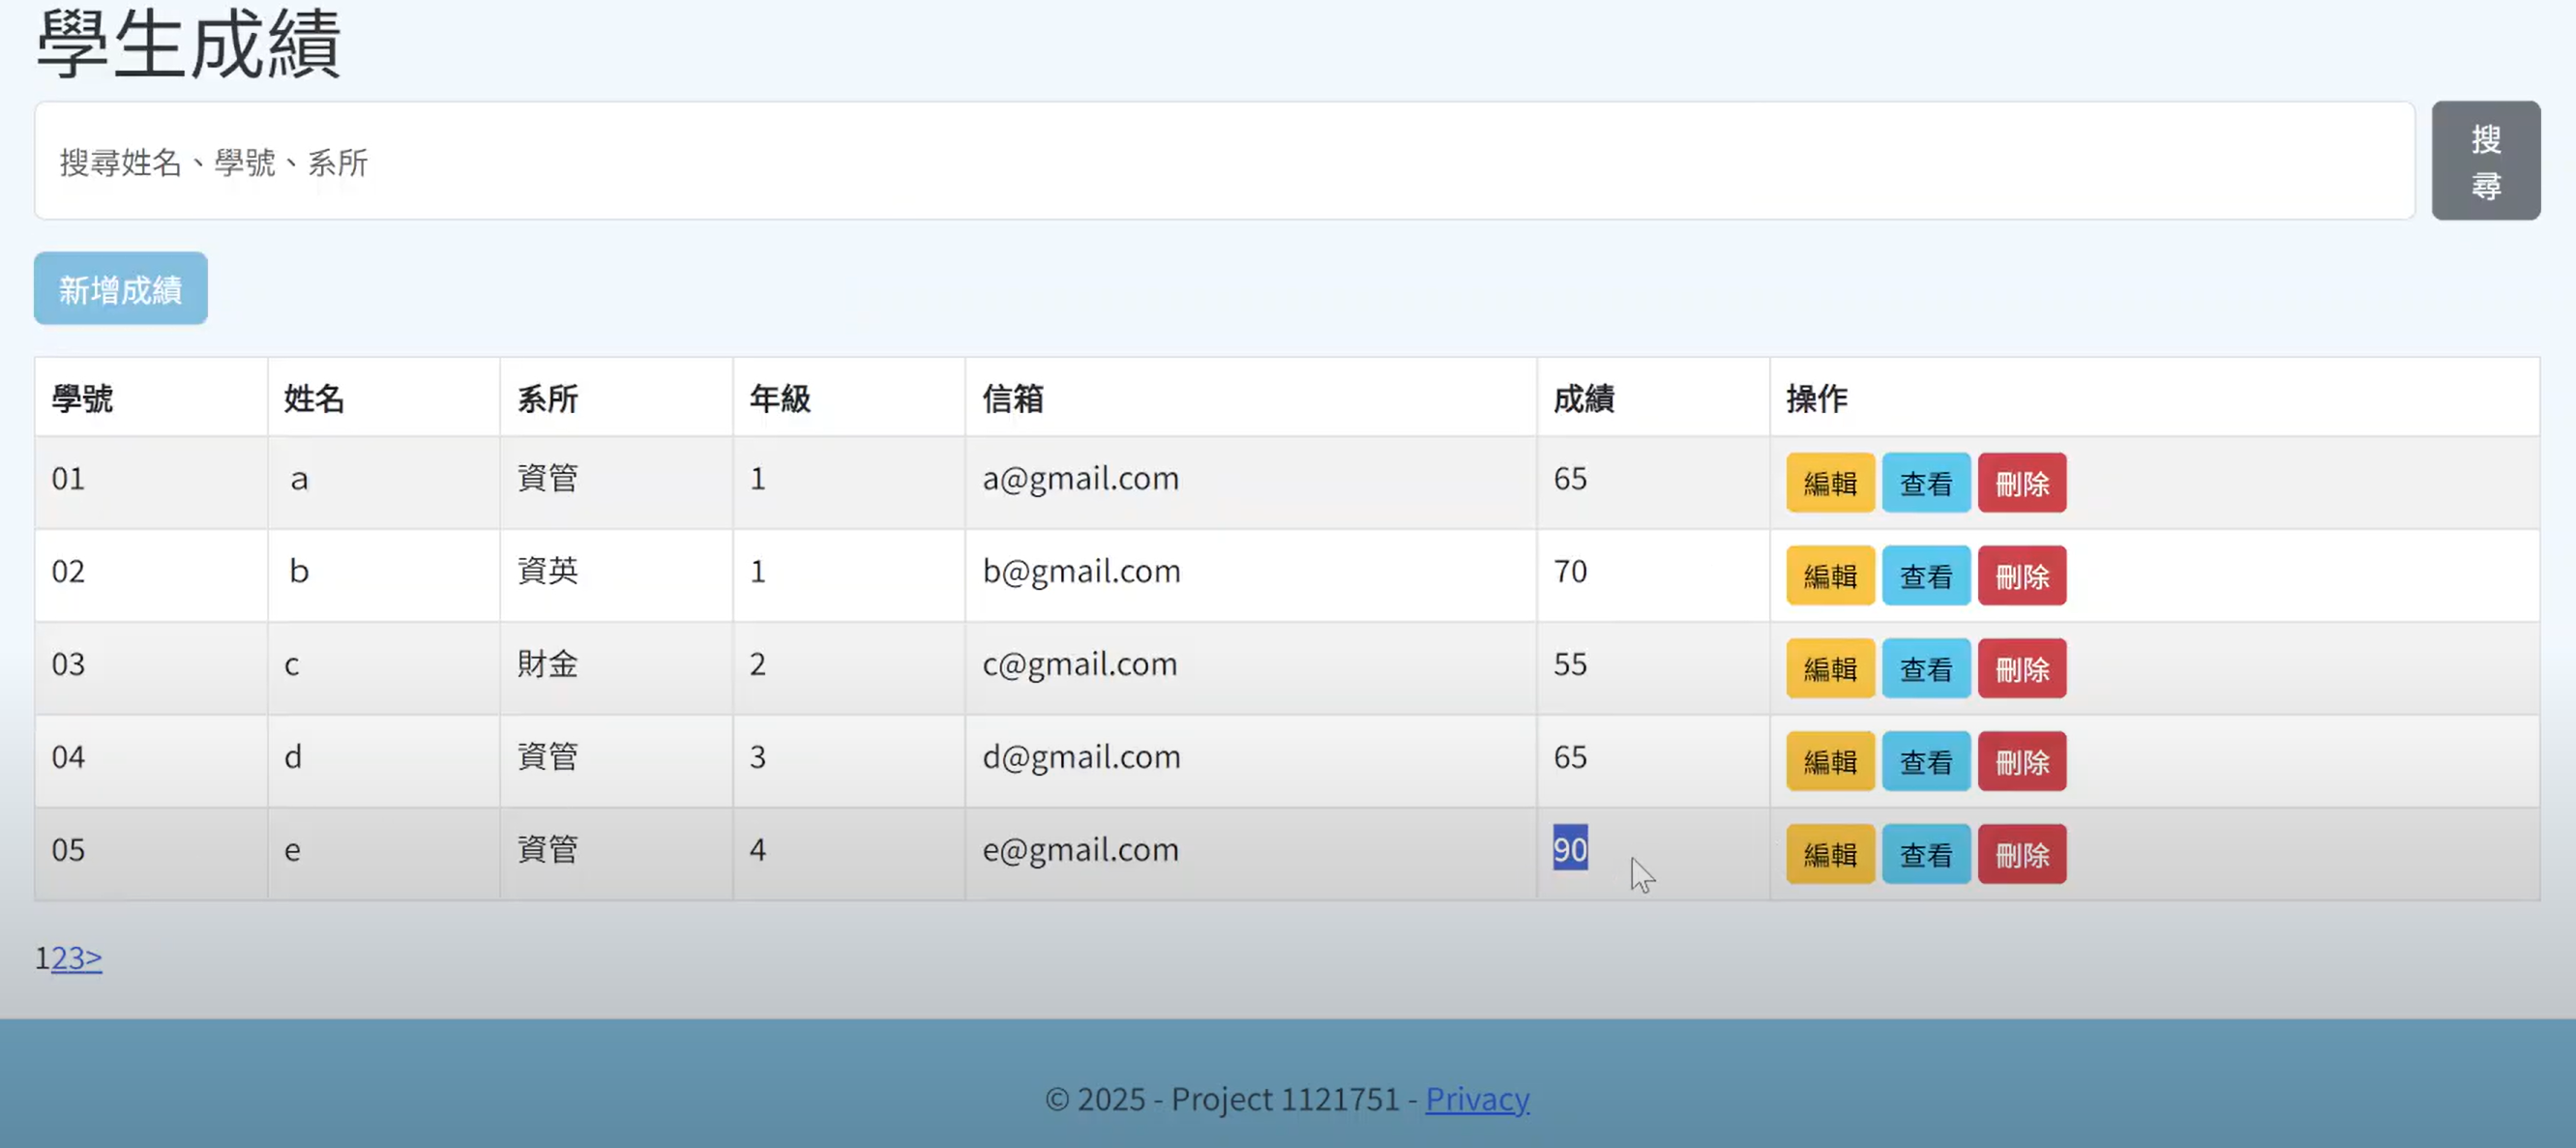 學生成績
搜尋姓名、學號、系所
搜尋
新增成績
學號 姓名 系所 年級 信箱 成績 操作
01 a 資管 1 a@gmail.com 65 編輯 查看 刪除
02 b 資英 1 b@gmail.com 70 編輯 查看 刪除
03 c 財金 2 c@gmail.com 55 編輯 查看 刪除
04 d 資管 3 d@gmail.com 65 編輯 查看 刪除
05 e 資管 4 e@gmail.com 90 編輯 查看 刪除
123>
© 2025 - Project 1121751 - Privacy